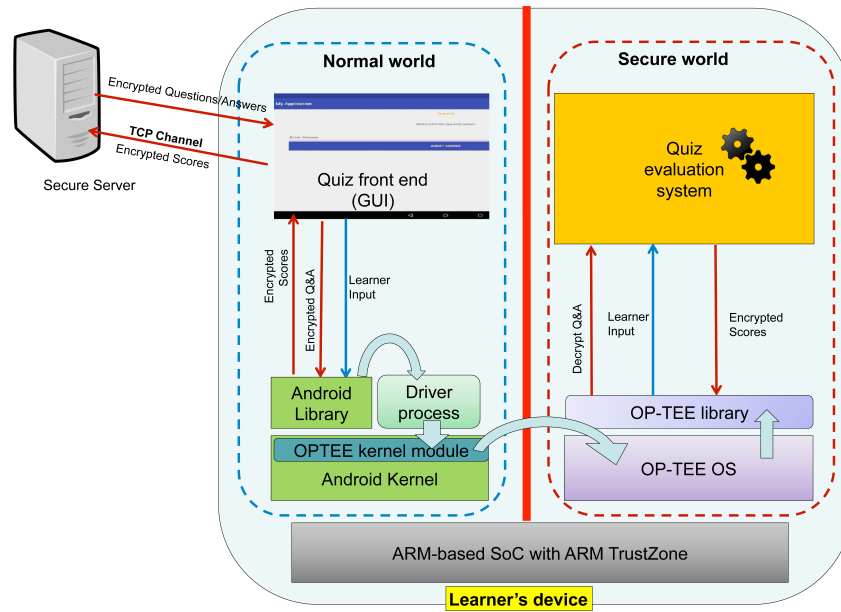 Normal world
Secure world
Encrypted Questions/Answers
TCP Channel
Encrypted Scores
Secure Server
My Application
Quiz front end
(GUI)
Quiz
evaluation
system
Encrypted
Scores
Encrypted Q&A
Learner
Input
Decrypt Q&A
Learner
Input
Encrypted
Scores
Android
Library
Driver
process
OP-TEE library
OPTEE kernel module
Android Kernel
OP-TEE OS
ARM-based SoC with ARM TrustZone
Learner's device